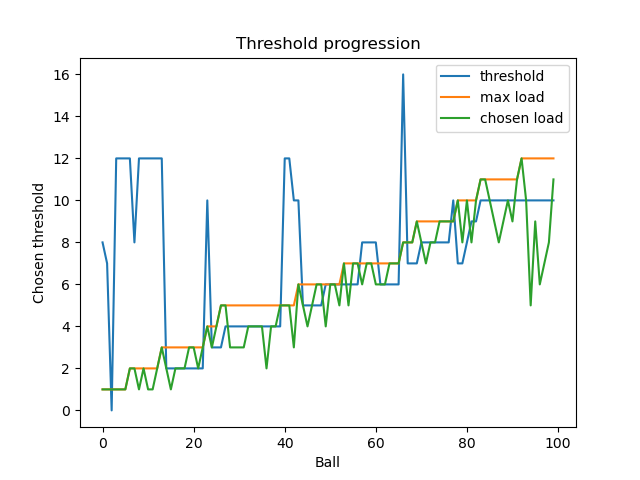 Threshold progression
threshold
max load
chosen load
Chosen threshold
16
14
12
10
8
6
4
2
0
0 20 40 60 80 100
Ball